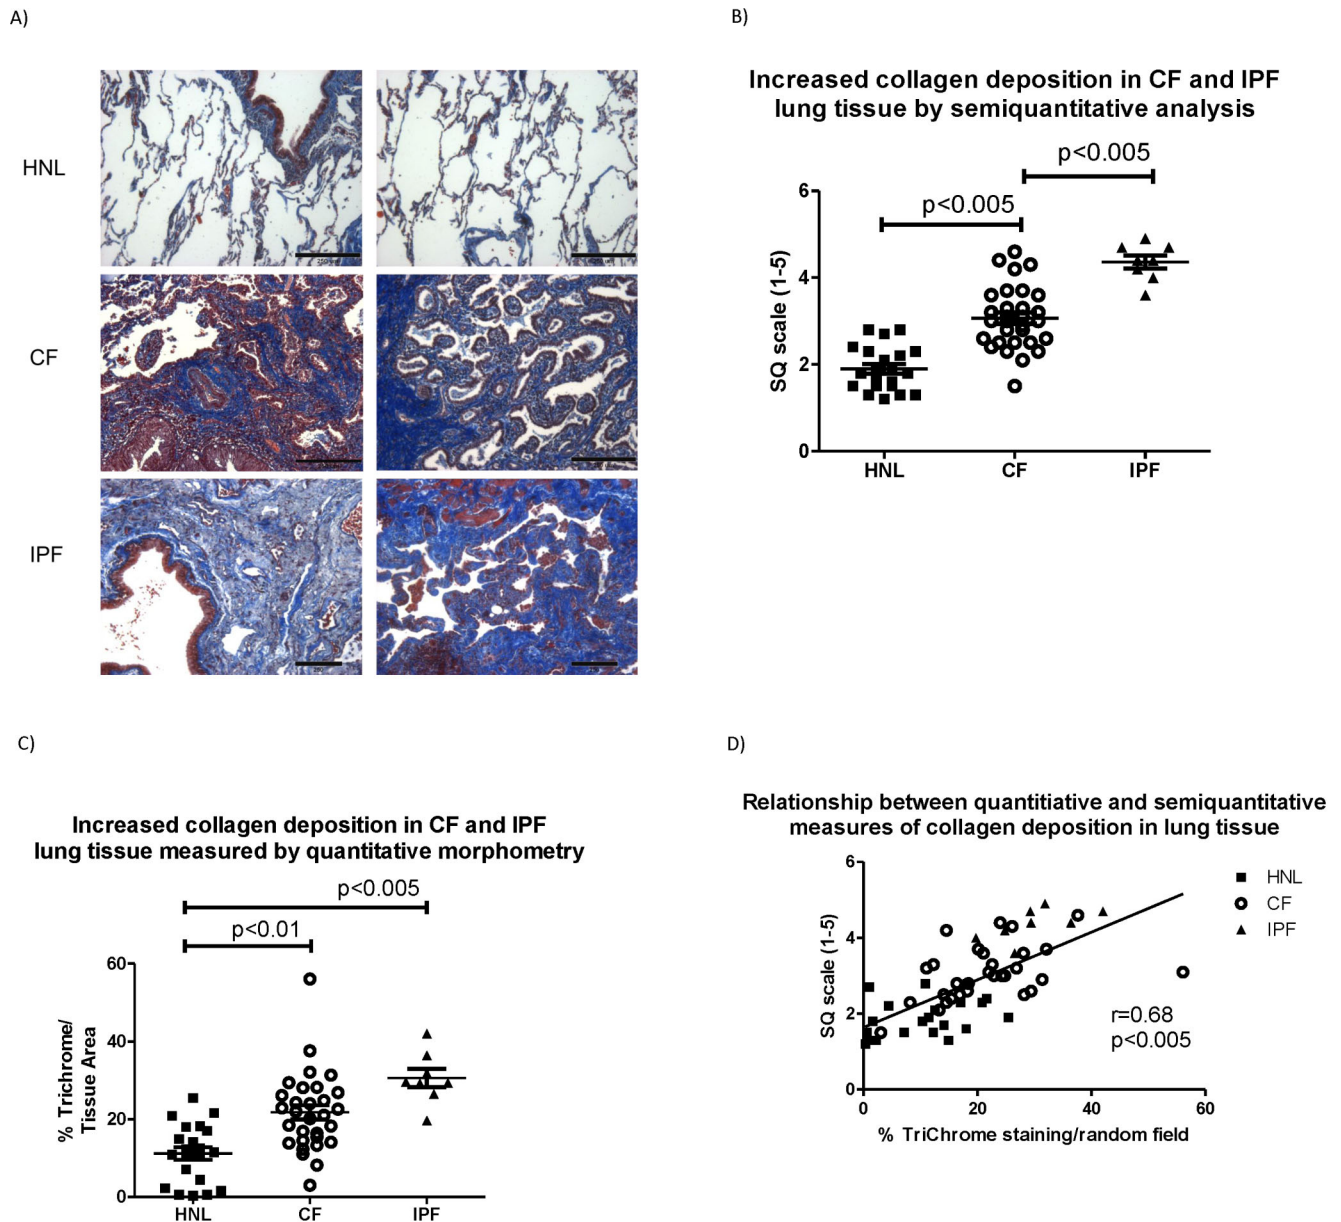 A)
HNL
CF
IPF
B)
Increased collagen deposition in CF and IPF
lung tissue by semiquantitative analysis
p<0.005
p<0.005
SQ scale (1-5)
6
4
2
0
HNL CF IPF
C)
Increased collagen deposition in CF and IPF
lung tissue measured by quantitative morphometry
p<0.005
p<0.01
% Trichrome/
Tissue Area
60
40
20
0
HNL CF IPF
D)
Relationship between quantitiative and semiquantitative
measures of collagen deposition in lung tissue
SQ scale (1-5)
6
4
2
0
0 20 40 60
% TriChrome staining/random field
HNL
CF
IPF
r=0.68
p<0.005